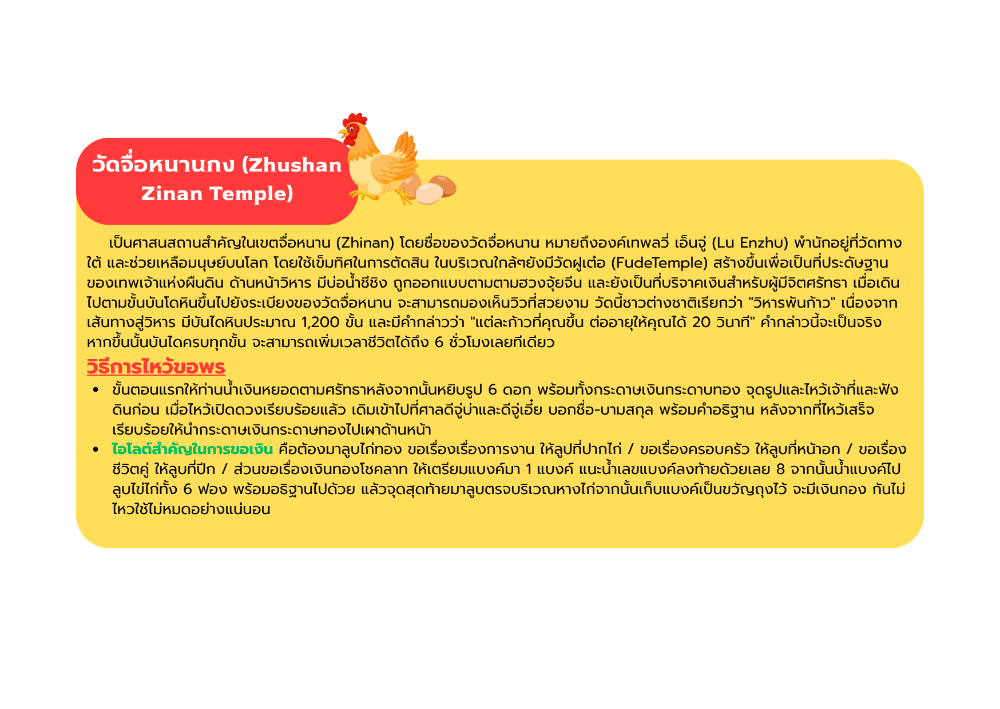 วัดจื่อหนานกง (Zhushan
Zinan Temple)
เป็นศาสนสถานสำคัญในเขตจื่อหนาน (Zhinan) โดยชื่อของวัดจื่อหนาน หมายถึงองค์เทพลวี่ เอ็นจู่ (Lu Enzhu) พำนักอยู่ที่วัดทาง
ใต้ และช่วยเหลือมนุษย์บนโลก โดยใช้เข็มทิศในการตัดสิน ในบริเวณใกล้ๆยังมีวัดฝูเต๋อ (FudeTemple) สร้างขึ้นเพื่อเป็นที่ประดัษฐาน
ของเทพเจ้าแห่งผืนดิน ด้านหน้าวิหาร มีบ่อน้ำชีชิง ถูกออกแบบตามตามฮวงจุ้ยจีน และยังเป็นที่บริจาคเงินสำหรับผู้มีจิตศรัทธา เมื่อเดิน
ไปตามขั้นบันโดหินขึ้นไปยังระเบียงของวัดจื่อหนาน จะสามารถมองเห็นวิวที่สวยงาม วัดนี้ชาวต่างชาติเรียกว่า "วิหารพันก้าว" เนื่องจาก
เส้นทางสู่วิหาร มีบันไดหินประมาณ 1,200 ขั้น และมีคำกล่าวว่า "แต่ละก้าวที่คุณขึ้น ต่ออายุให้คุณได้ 20 วินาที" คำกล่าวนี้จะเป็นจริง
หากขึ้นนั้นบันไดครบทุกขั้น จะสามารถเพิ่มเวลาชีวิตได้ถึง 6 ชั่วโมงเลยทีเดียว
วิธีการไหว้ขอพร
• ขั้นตอนแรกให้ท่านน้ำเงินหยอดตามศรัทธาหลังจากนั้นหยิบรูป 6 ดอก พร้อมทั้งกระดาษเงินกระดาบทอง จุดรูปและไหว้เจ้าที่และฟัง
ดินก่อน เมื่อไหว้เปิดดวงเรียบร้อยแล้ว เดิมเข้าไปที่ศาลดีจู่บ่าและดีจู่เอี๋ย บอกชื่อ-บามสกุล พร้อมคำอธิฐาน หลังจากที่ไหว้เสร็จ
เรียบร้อยให้นำกระดาษเงินกระดาษทองไปเผาด้านหน้า
• ไอโลต์สำคัญในการขอเงิน คือต้องมาลูบไก่ทอง ขอเรื่องเรื่องการงาน ให้ลูปที่ปากไก่ / ขอเรื่องครอบครัว ให้ลูบที่หน้าอก / ขอเรื่อง
ชีวิตคู่ ให้ลูบที่ปีก / ส่วนขอเรื่องเงินทองโชคลาท ให้เตรียมแบงค์มา 1 แบงค์ แนะน้ำเลขแบงค์ลงท้ายด้วยเลย 8 จากนั้นน้ำแบงค์ไป
ลูบไข่ไก่ทั้ง 6 ฟอง พร้อมอธิฐานไปด้วย แล้วจุดสุดท้ายมาลูบตรจบริเวณหางไก่จากนั้นเก็บแบงค์เป็นขวัญถุงไว้ จะมีเงินกอง กันไม่
ไหวใช้ไม่หมดอย่างแน่นอน